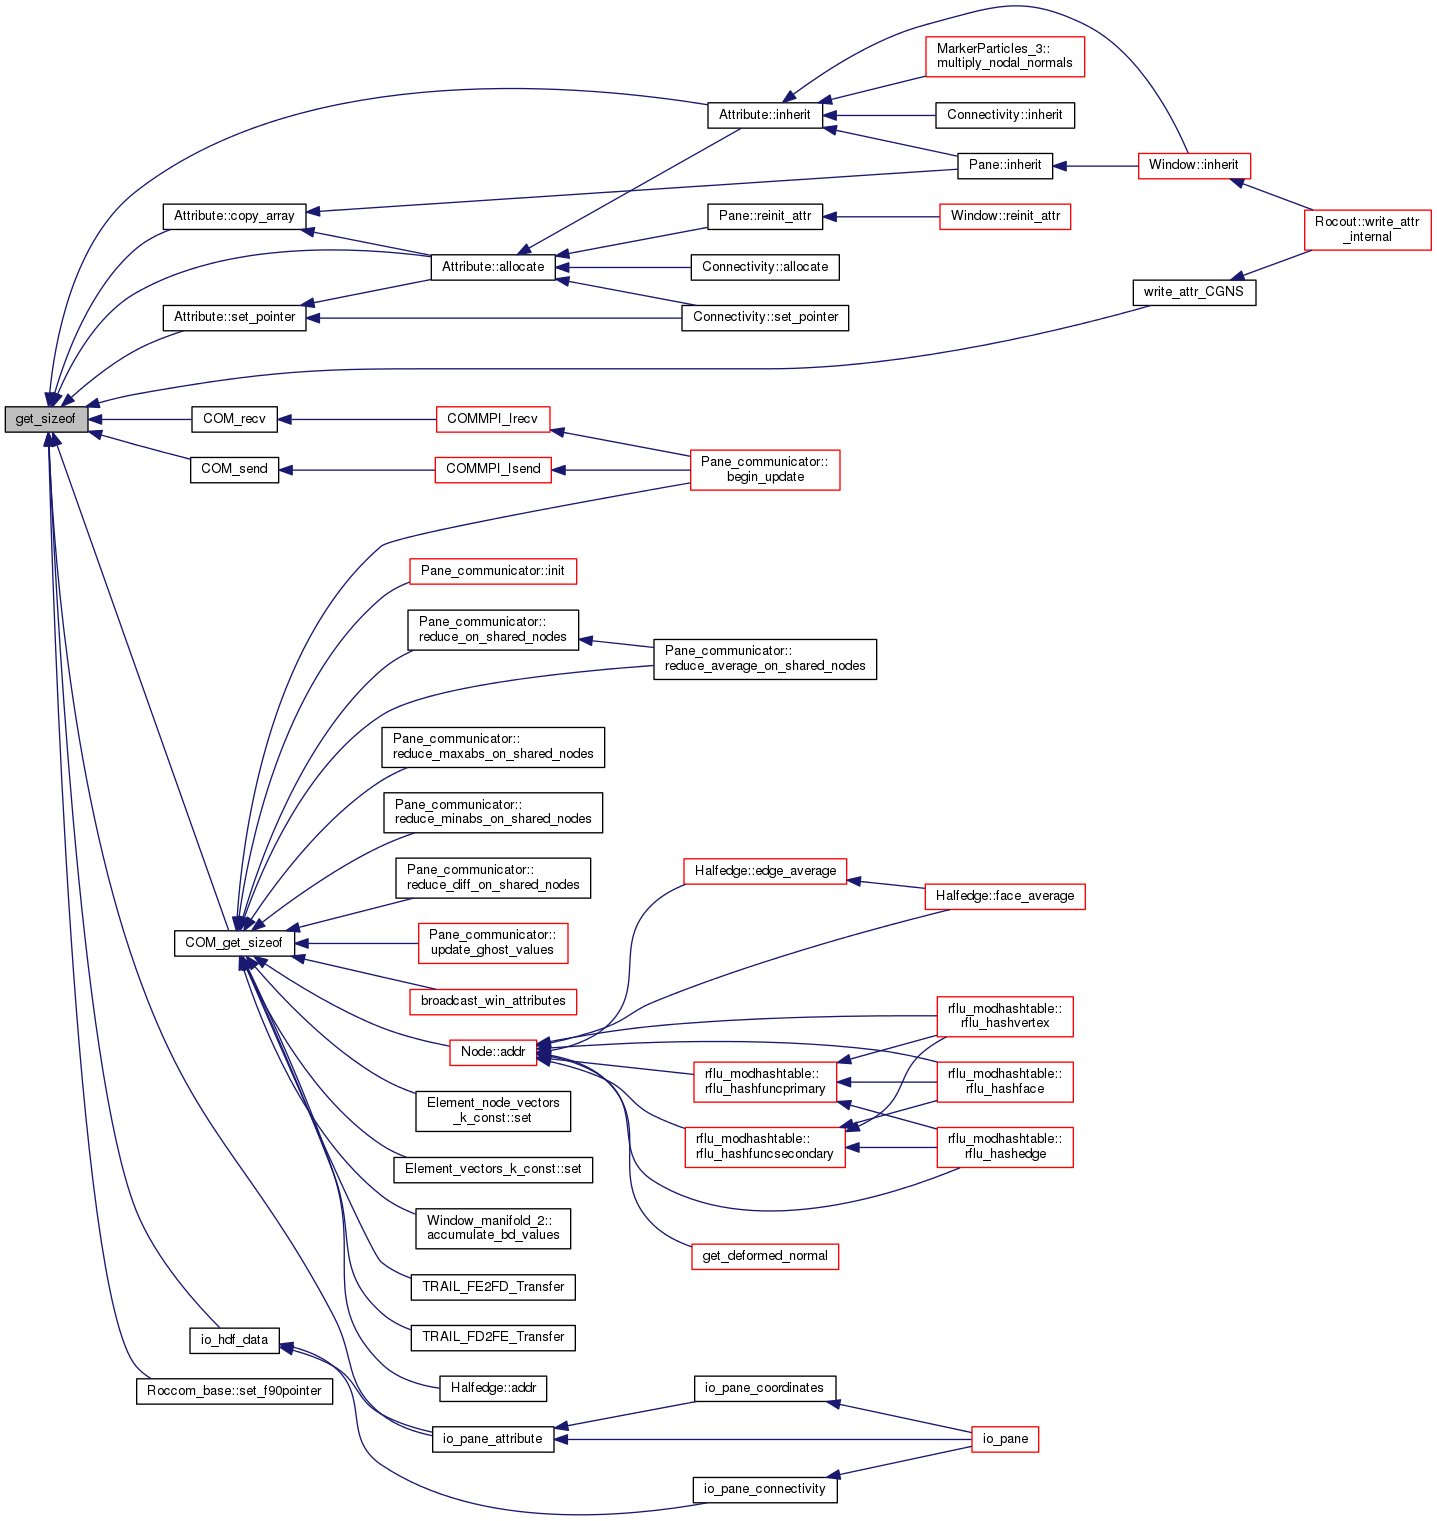 MarkerParticles_3::
multiply_nodal_normals
Attribute::inherit
Connectivity::inherit
Pane::inherit
Window::inherit
Attribute::copy_array
Pane::reinit_attr
Window::reinit_attr
Rocout::write_attr
_internal
Attribute::allocate
Connectivity::allocate
write_attr_CGNS
Attribute::set_pointer
Connectivity::set_pointer
get_sizeof
COM_recv
COMMPI_Irecv
COM_send
COMMPI_Isend
Pane_communicator::
begin_update
Pane_communicator::init
Pane_communicator::
reduce_on_shared_nodes
Pane_communicator::
reduce_average_on_shared_nodes
Pane_communicator::
reduce_maxabs_on_shared_nodes
Pane_communicator::
reduce_minabs_on_shared_nodes
Pane_communicator::
reduce_diff_on_shared_nodes
Halfedge::edge_average
Halfedge::face_average
COM_get_sizeof
Pane_communicator::
update_ghost_values
broadcast_win_attributes
Node::addr
rflu_modhashtable::
rflu_hashvertex
rflu_modhashtable::
rflu_hashfuncprimary
rflu_modhashtable::
rflu_hashface
Element_node_vectors
_k_const::set
rflu_modhashtable::
rflu_hashfuncsecondary
rflu_modhashtable::
rflu_hashedge
Element_vectors_k_const::set
Window_manifold_2::
accumulate_bd_values
get_deformed_normal
TRAIL_FE2FD_Transfer
io_hdf_data
TRAIL_FD2FE_Transfer
Roccom_base::set_f90pointer
Halfedge::addr
io_pane_coordinates
io_pane_attribute
io_pane
io_pane_connectivity